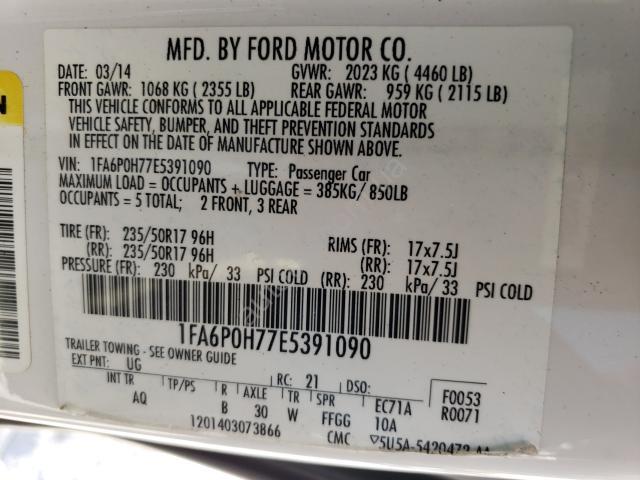 MFD. BY FORD MOTOR CO.
DATE: 03/14 GVWR: 2023 KG ( 4460 LB)
FRONT GAWR: 1068 KG ( 2355 LB) REAR GAWR: 959 KG ( 2115 LB)
THIS VEHICLE CONFORMS TO ALL APPLICABLE FEDERAL MOTOR
VEHICLE SAFETY, BUMPER, AND THEFT PREVENTION STANDARDS
IN EFFECT ON THE DATE OF MANUFACTURE SHOWN ABOVE.
VIN: 1FA6P0H77E5391090 TYPE: Passenger Car
MAXIMUM LOAD = OCCUPANTS + LUGGAGE = 385KG/ 850LB
OCCUPANTS = 5 TOTAL; 2 FRONT, 3 REAR
TIRE (FR): 235/50R17 96H RIMS (FR): 17x7.5J
(RR): 235/50R17 96H (RR): 17x7.5J
PRESSURE (FR): 230 kPa/ 33 PSI COLD (RR): 230 kPa/ 33 PSI COLD
1FA6P0H77E5391090
TRAILER TOWING - SEE OWNER GUIDE
EXT PNT: UG RC: 21 DSO: F0053
INT TR TP/PS R AXLE TR SPR EC71A R0071
AQ B 30 W FFGG 10A
1201403073866 CMC